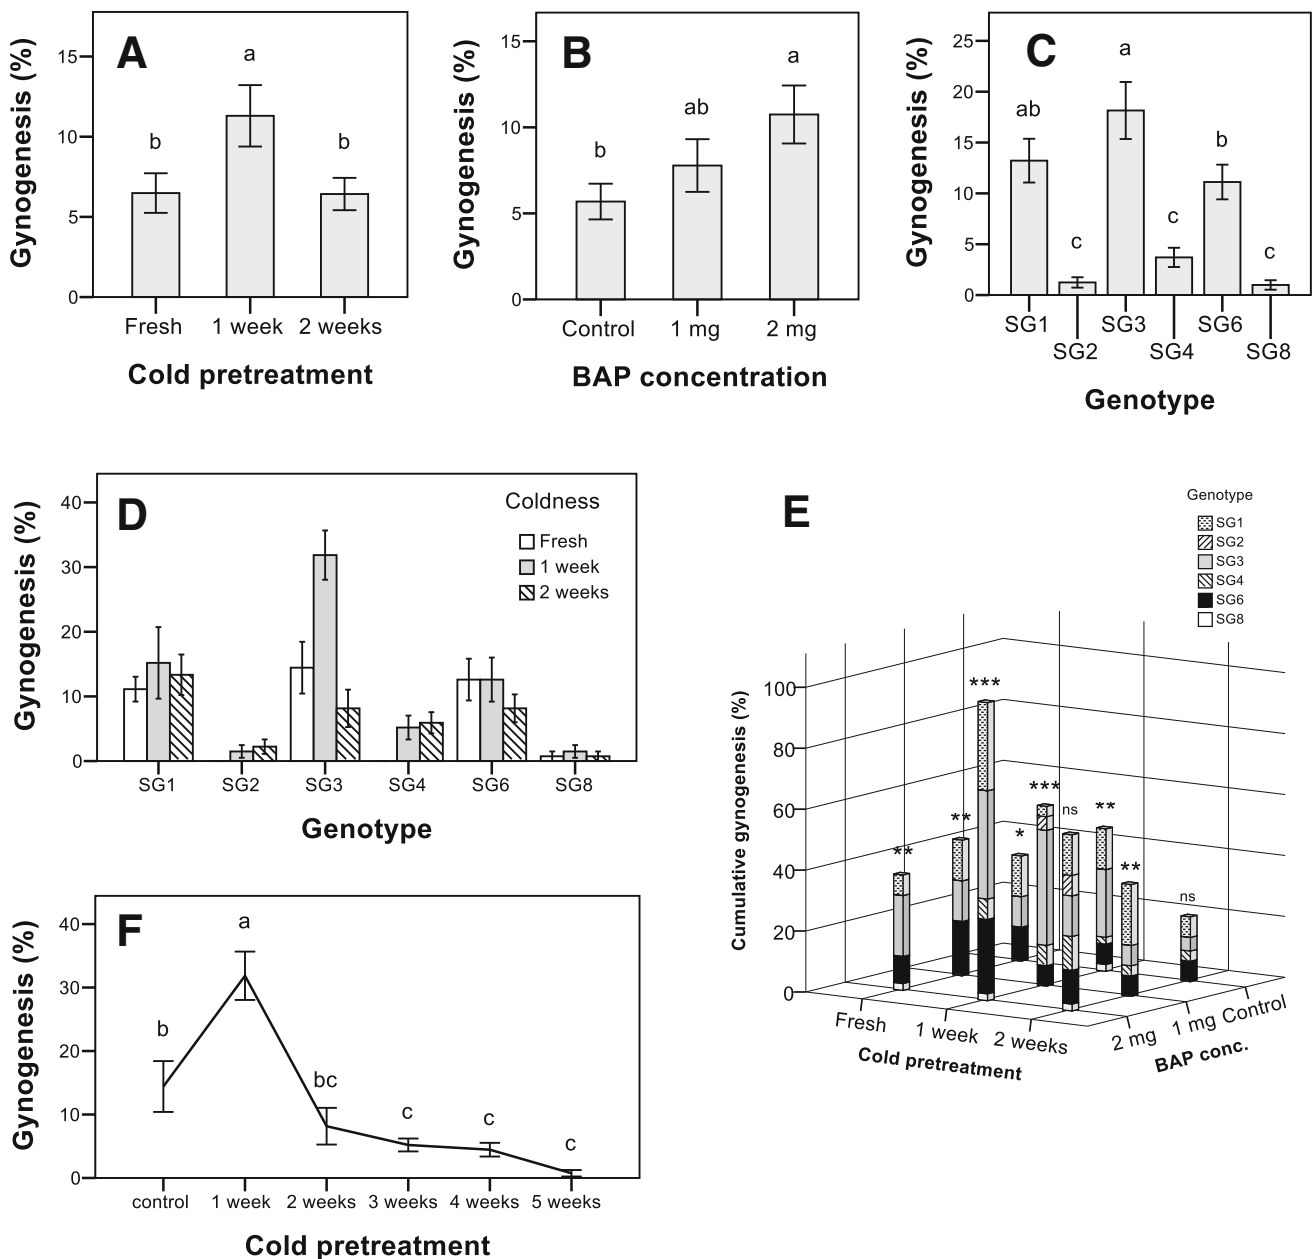 A
Gynogenesis (%)
15
10
5
0
b
a
b
Fresh
1 week
2 weeks
Cold pretreatment
B
Gynogenesis (%)
15
10
5
0
b
ab
a
Control
1 mg
2 mg
BAP concentration
C
Gynogenesis (%)
25
20
15
10
5
0
ab
c
a
c
b
c
SG1
SG2
SG3
SG4
SG6
SG8
Genotype
D
Gynogenesis (%)
40
30
20
10
0
Coldness
Fresh
1 week
2 weeks
SG1
SG2
SG3
SG4
SG6
SG8
Genotype
E
Genotype
SG1
SG2
SG3
SG4
SG6
SG8
Cumulative gynogenesis (%)
100
80
60
40
20
0
**
**
***
*
***
ns
**
**
ns
Fresh
1 week
2 weeks
Cold pretreatment
2 mg
1 mg
Control
BAP conc.
F
Gynogenesis (%)
40
30
20
10
0
b
a
bc
c
c
c
control
1 week
2 weeks
3 weeks
4 weeks
5 weeks
Cold pretreatment